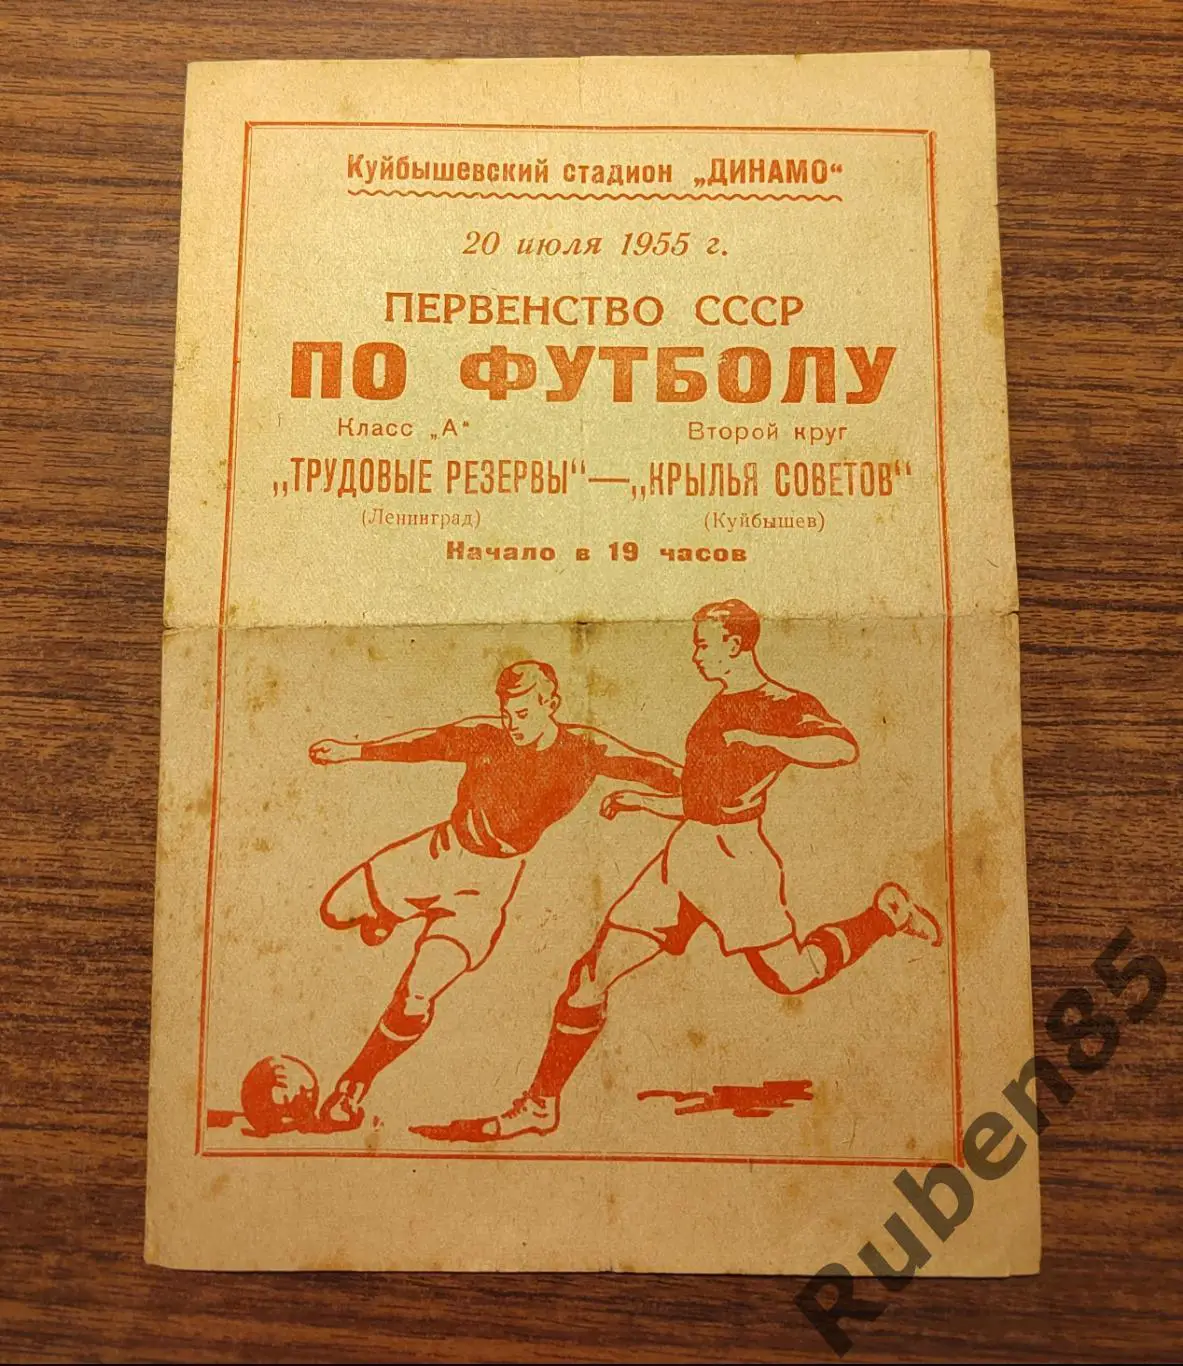 Куйбышевский стадион „ДИНАМО“
20 июля 1955 г.
ПЕРВЕНСТВО СССР
ПО ФУТБОЛУ
Класс „А“ Второй круг
„ТРУДОВЫЕ РЕЗЕРВЫ“—„КРЫЛЬЯ СОВЕТОВ“
(Ленинград) (Куйбышев)
Начало в 19 часов
Ruben85